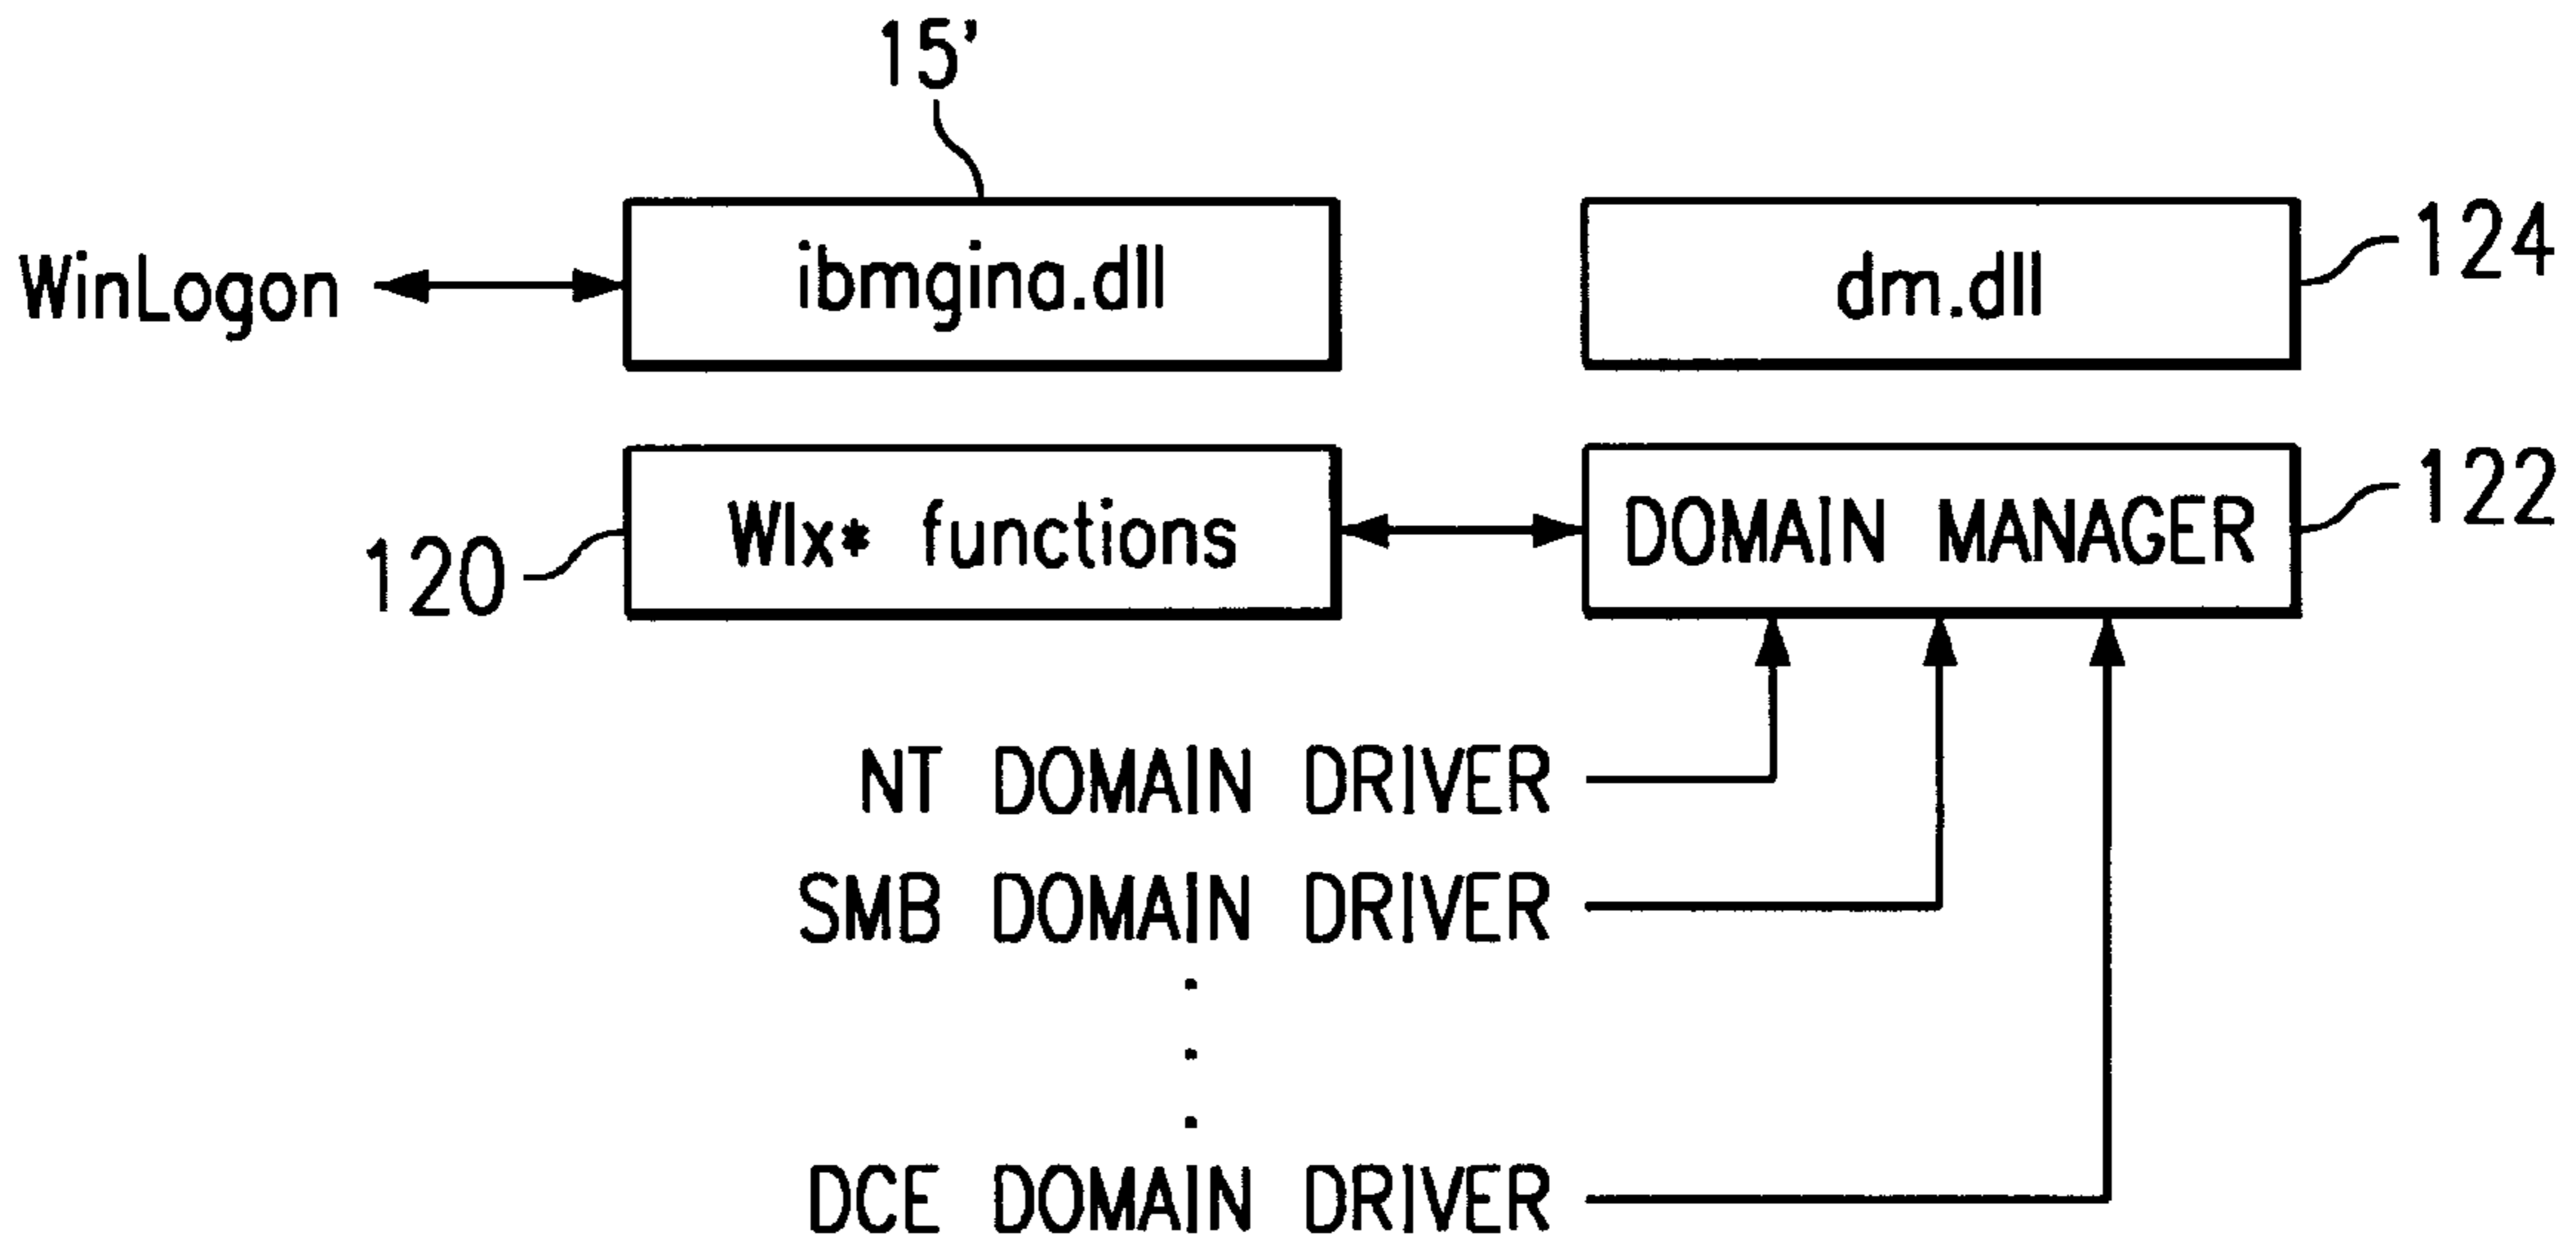 15'
WinLogon
ibmgina.dll
dm.dll
124
120
Wlx* functions
DOMAIN MANAGER
122
NT DOMAIN DRIVER
SMB DOMAIN DRIVER
DCE DOMAIN DRIVER